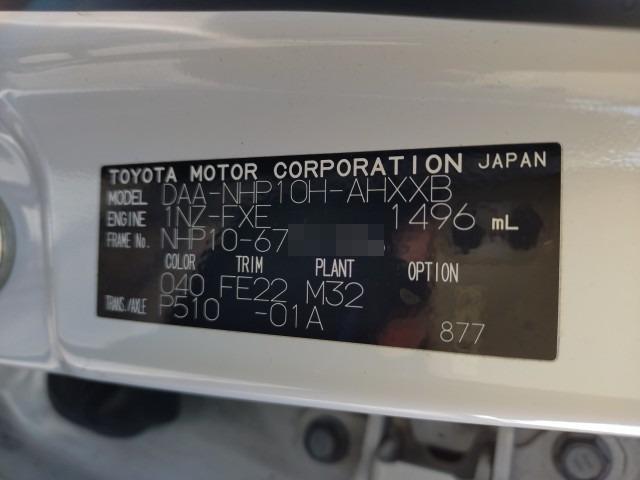 TOYOTA MOTOR CORPORATION JAPAN
MODEL DAA-NHP10H-AHXXB
ENGINE 1NZ-FXE 1496 mL
FRAME No. NHP10-67
COLOR TRIM PLANT OPTION
040 FE22 M32
TRANS./AXLE P510 -01A
877